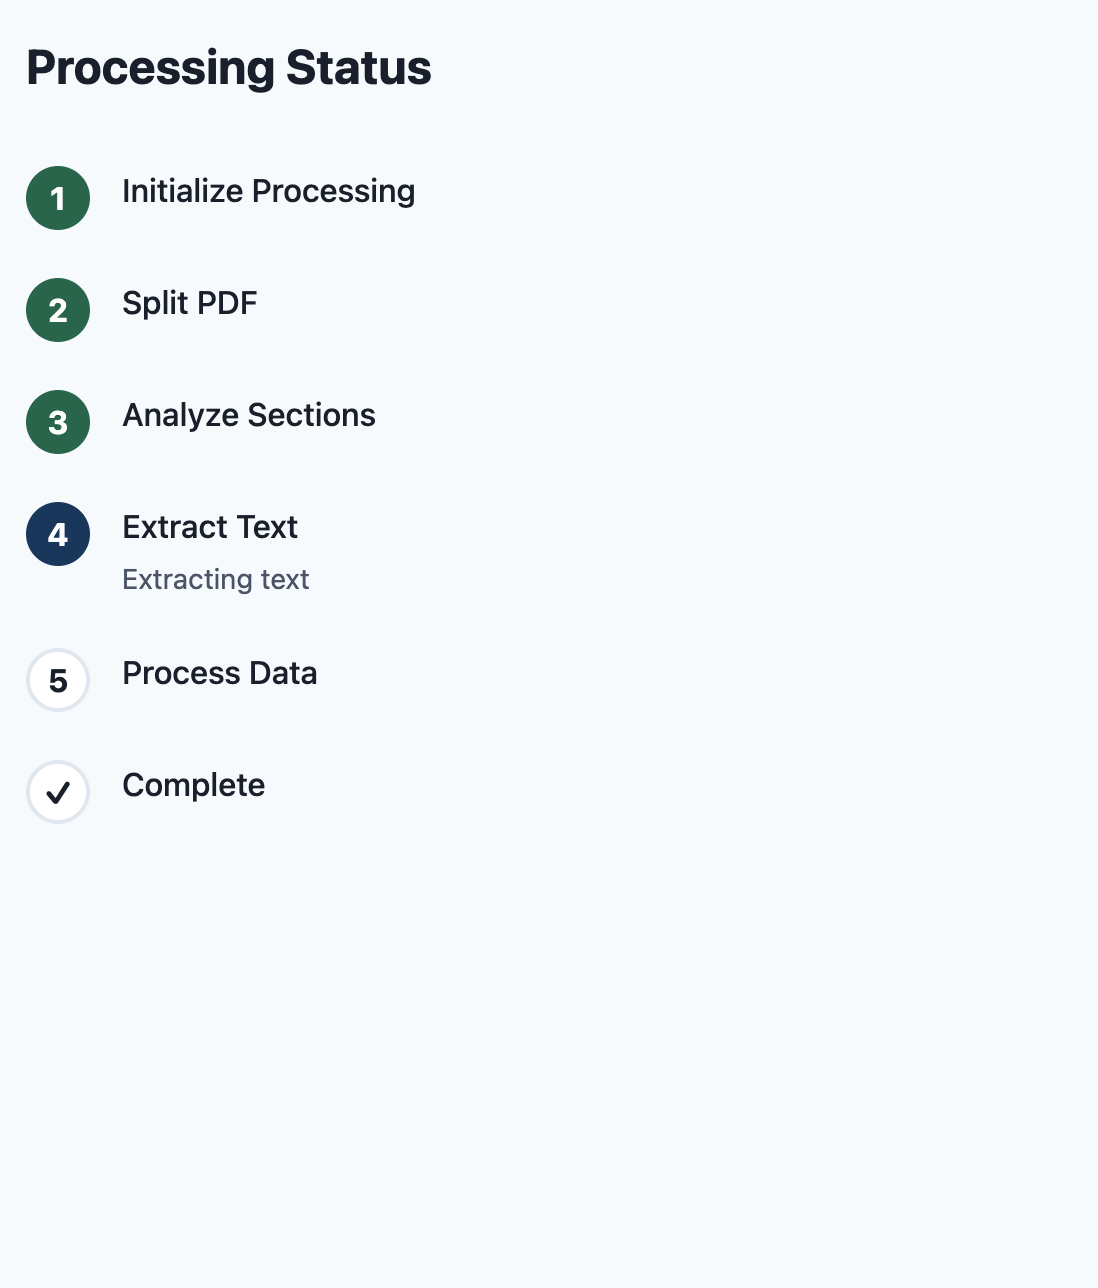 Processing Status
1 Initialize Processing
2 Split PDF
3 Analyze Sections
4 Extract Text
Extracting text
5 Process Data
✓ Complete